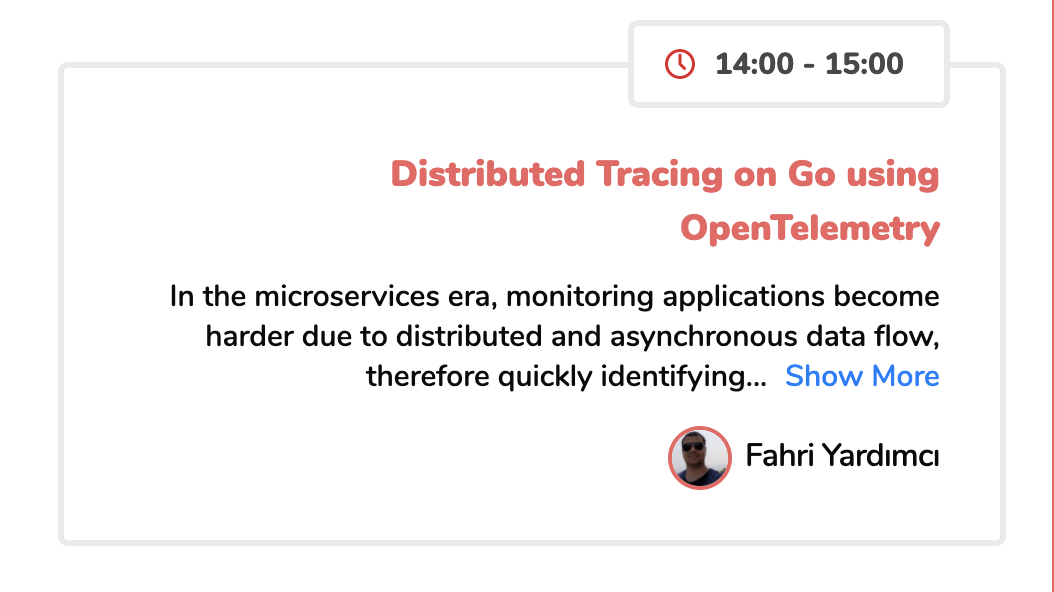 14:00 - 15:00
Distributed Tracing on Go using
OpenTelemetry
In the microservices era, monitoring applications become
harder due to distributed and asynchronous data flow,
therefore quickly identifying... Show More
Fahri Yardımcı